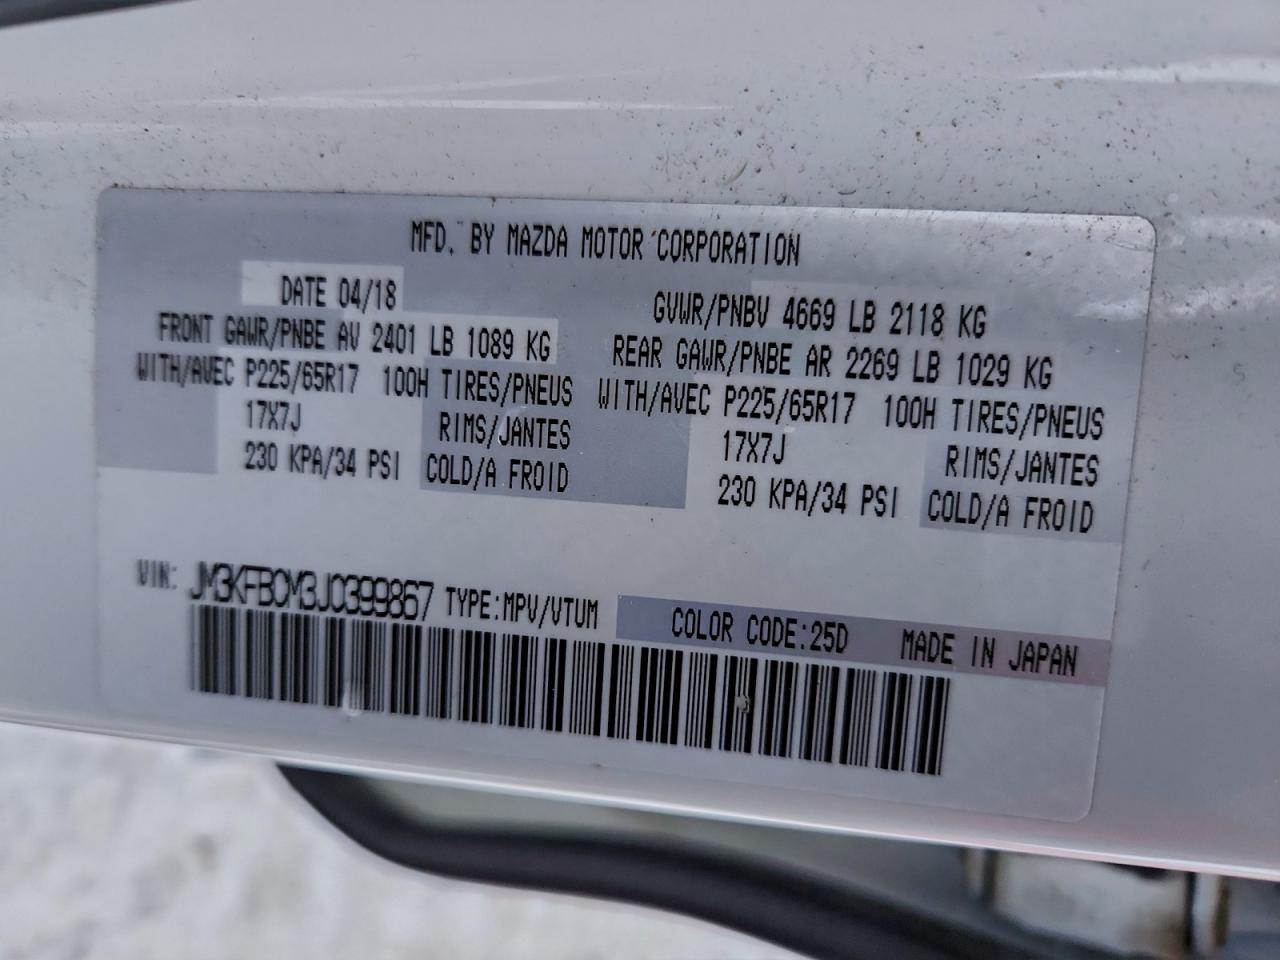 MFD. BY MAZDA MOTOR CORPORATION
DATE 04/18 GVWR/PNBV 4669 LB 2118 KG
FRONT GAWR/PNBE AV 2401 LB 1089 KG REAR GAWR/PNBE AR 2269 LB 1029 KG
WITH/AVEC P225/65R17 100H TIRES/PNEUS WITH/AVEC P225/65R17 100H TIRES/PNEUS
17X7J RIMS/JANTES 17X7J RIMS/JANTES
230 KPA/34 PSI COLD/A FROID 230 KPA/34 PSI COLD/A FROID
VIN: JM3KFBCM3J0399867 TYPE:MPV/VTUM COLOR CODE:25D MADE IN JAPAN